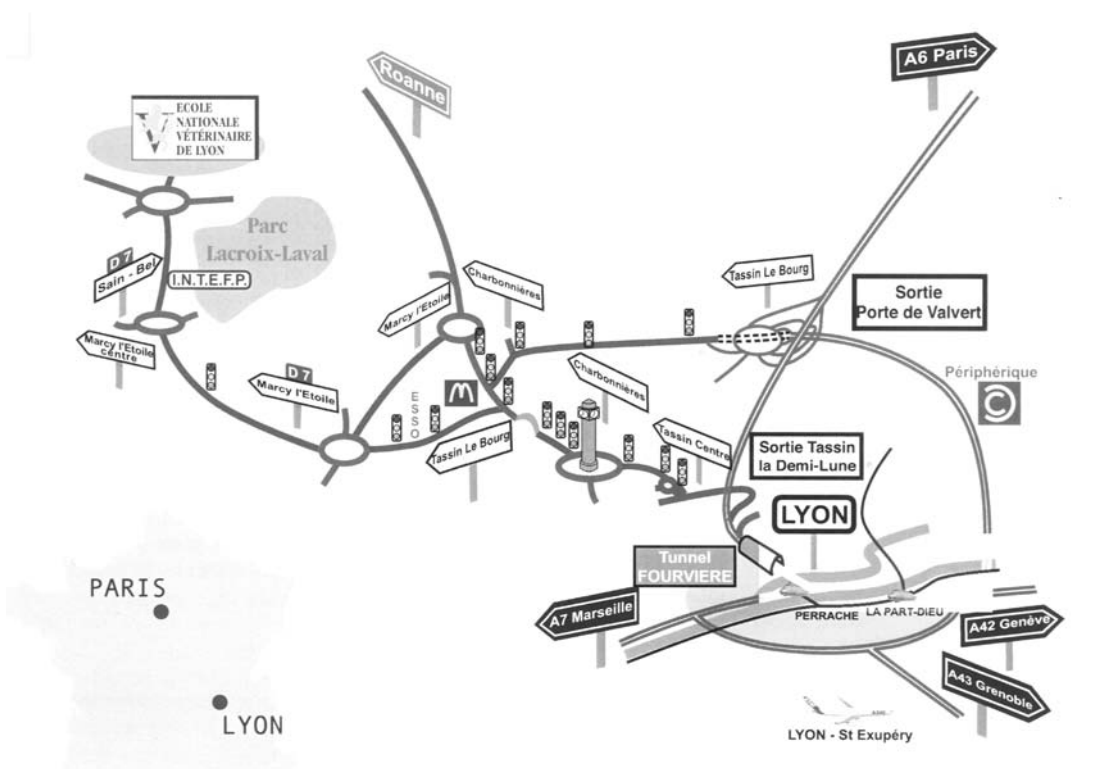 A6 Paris
Roanne
ECOLE
NATIONALE
VÉTÉRINAIRE
DE LYON
Parc
Lacroix-Laval
D 7
Sain - Bel
I.N.T.E.F.P.
Charbonnières
Tassin Le Bourg
Sortie
Porte de Valvert
Marcy l'Etoile
Marcy l'Etoile
centre
D 7
Marcy l'Etoile
ESSO
M
Charbonnières
Périphérique
C
Tassin Le Bourg
Tassin Centre
Sortie Tassin
la Demi-Lune
LYON
Tunnel
FOURVIERE
PARIS
A7 Marseille
PERRACHE
LA PART-DIEU
A42 Genève
A43 Grenoble
LYON
LYON - St Exupéry